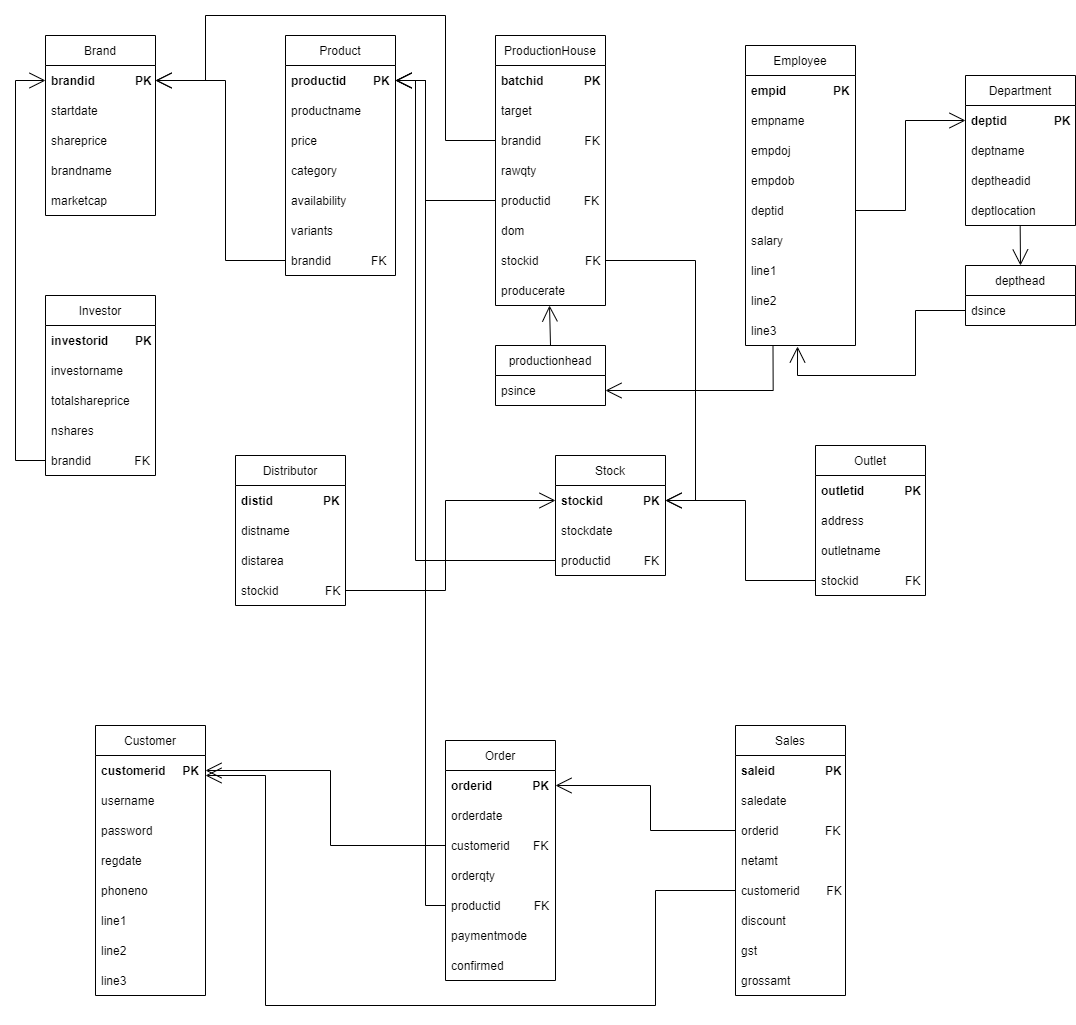 Brand
brandid PK
startdate
shareprice
brandname
marketcap
Product
productid PK
productname
price
category
availability
variants
brandid FK
ProductionHouse
batchid PK
target
brandid FK
rawqty
productid FK
dom
stockid FK
producerate
Employee
empid PK
empname
empdoj
empdob
deptid
salary
line1
line2
line3
Department
deptid PK
deptname
deptheadid
deptlocation
depthead
dsince
Investor
investorid PK
investorname
totalshareprice
nshares
brandid FK
productionhead
psince
Distributor
distid PK
distname
distarea
stockid FK
Stock
stockid PK
stockdate
productid FK
Outlet
outletid PK
address
outletname
stockid FK
Customer
customerid PK
username
password
regdate
phoneno
line1
line2
line3
Order
orderid PK
orderdate
customerid FK
orderqty
productid FK
paymentmode
confirmed
Sales
saleid PK
saledate
orderid FK
netamt
customerid FK
discount
gst
grossamt